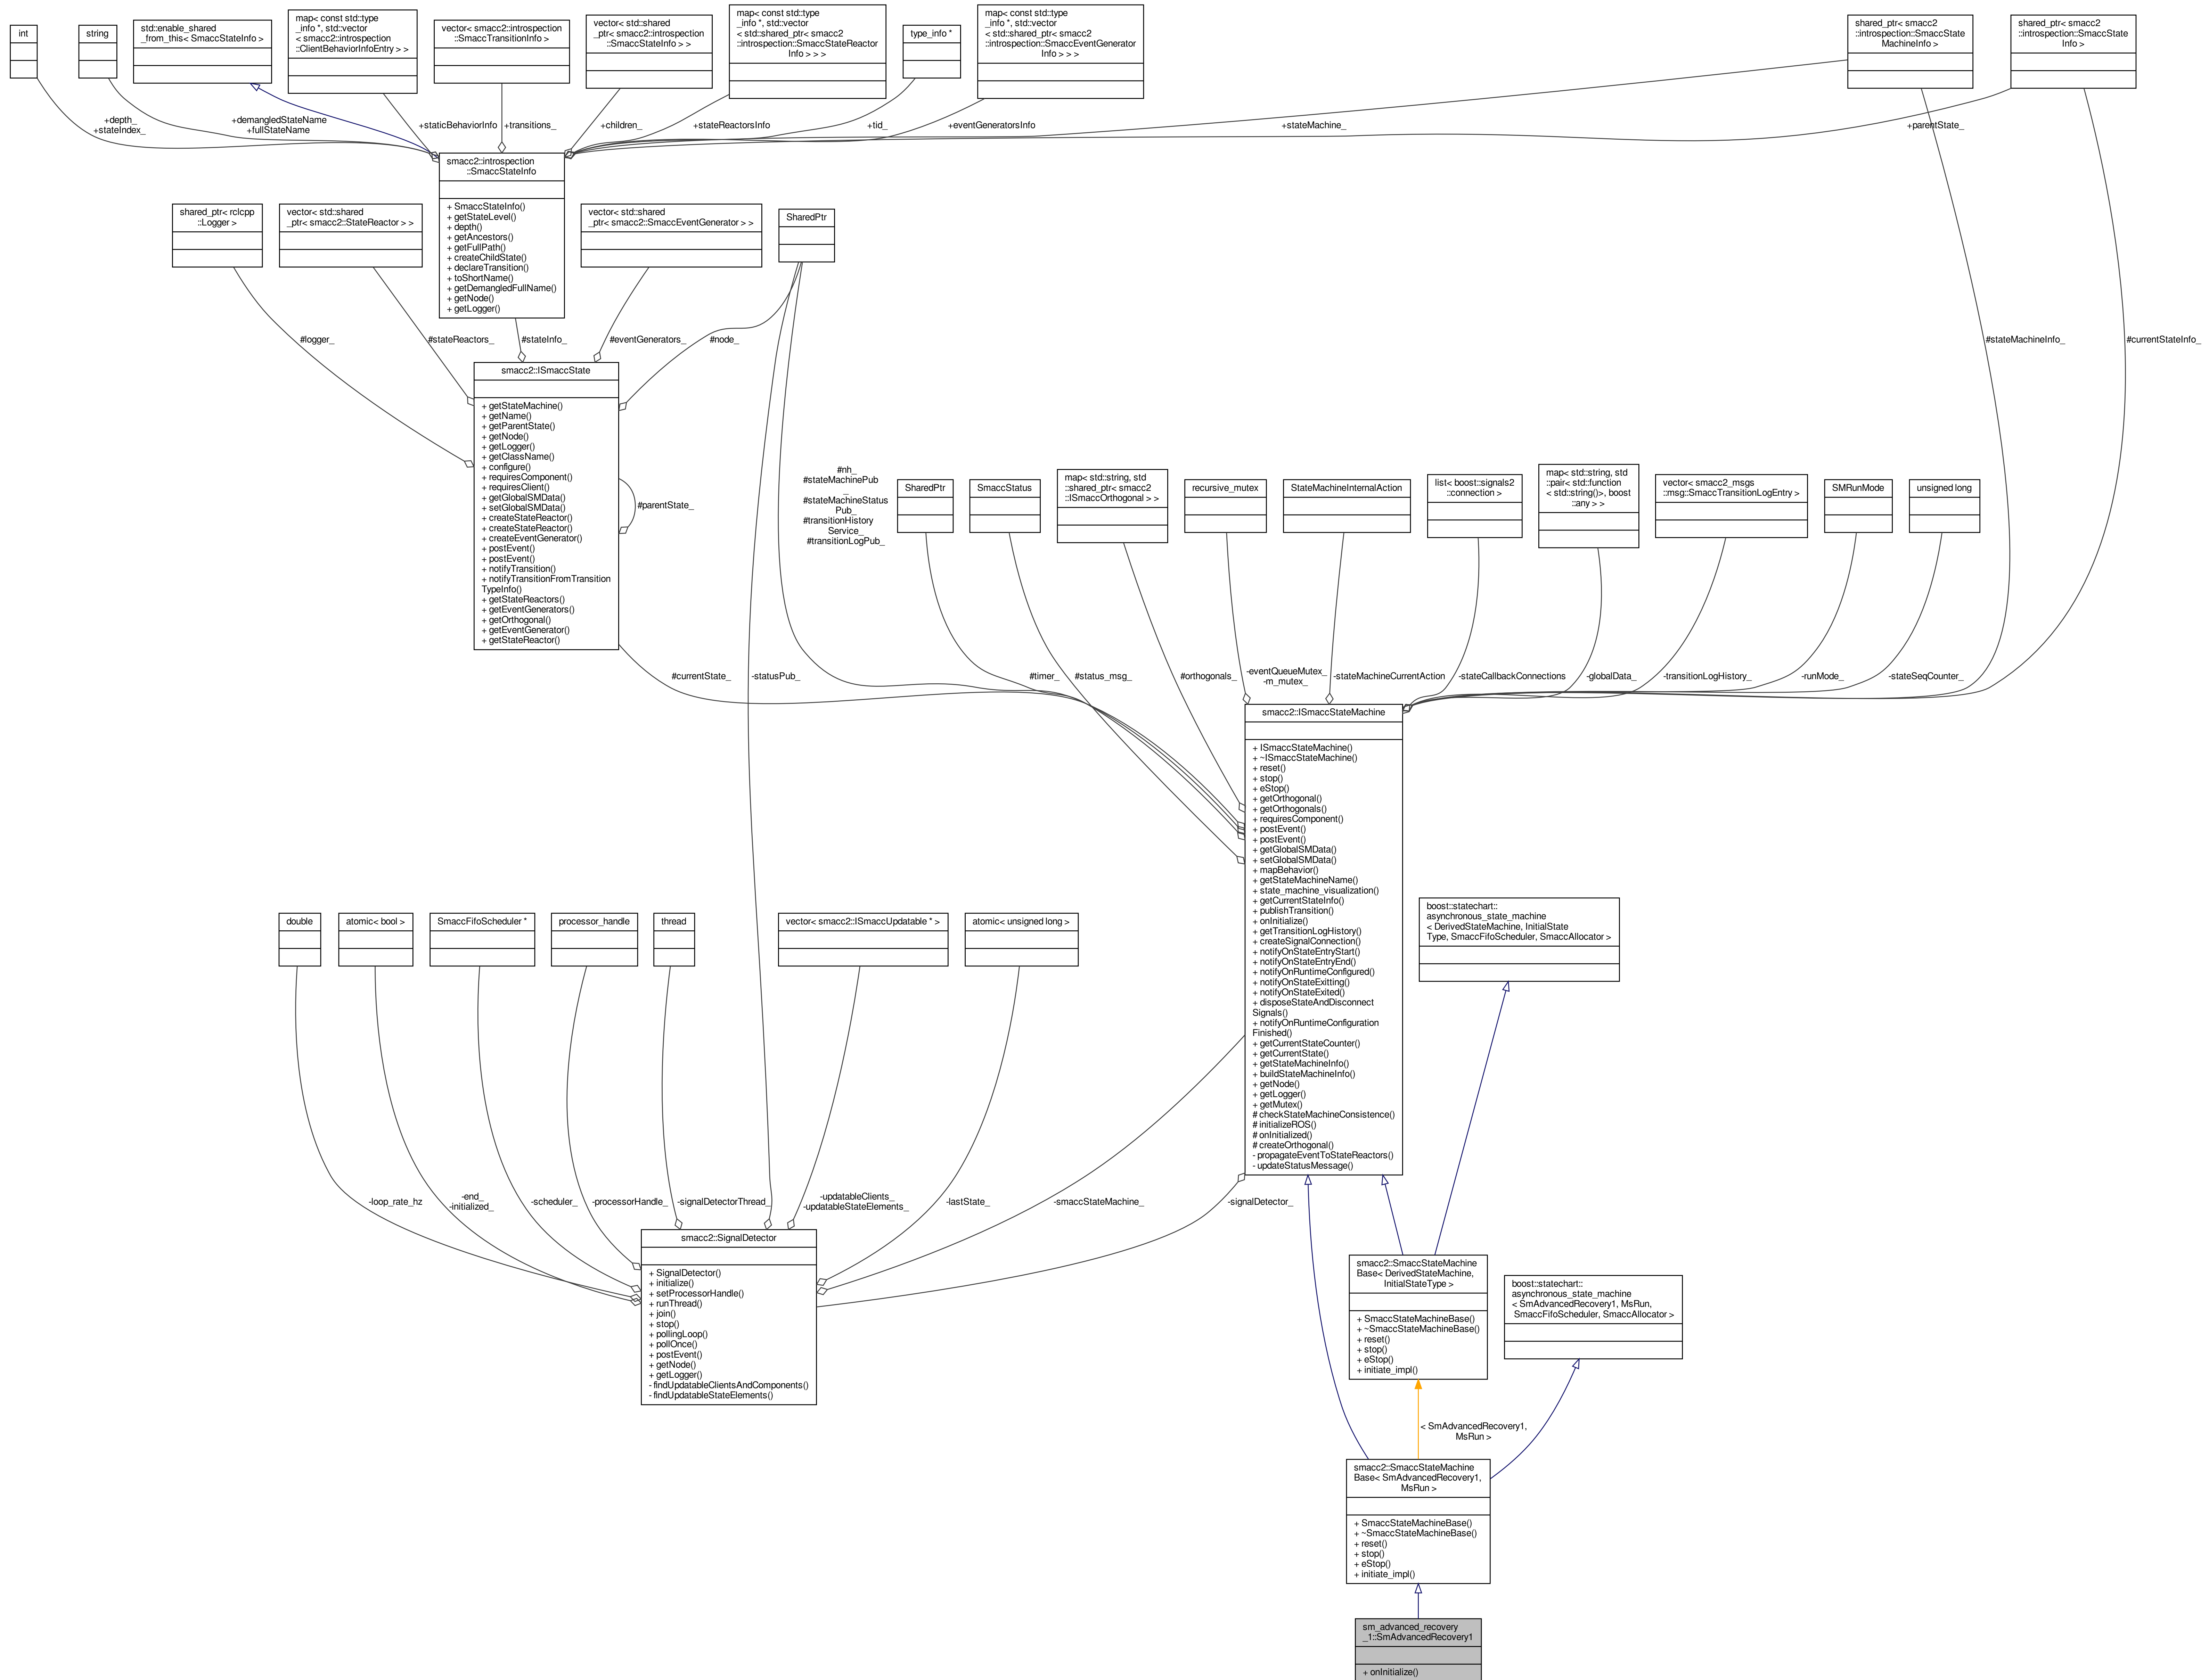 int
string
std::enable_shared
_from_this< SmaccStateInfo >
map< const std::type
_info *, std::vector
< smacc2::introspection
::ClientBehaviorInfoEntry > >
vector< smacc2::introspection
::SmaccTransitionInfo >
vector< std::shared
_ptr< smacc2::introspection
::SmaccStateInfo > >
map< const std::type
_info *, std::vector
< std::shared_ptr< smacc2
::introspection::SmaccStateReactor
Info > > >
type_info *
map< const std::type
_info *, std::vector
< std::shared_ptr< smacc2
::introspection::SmaccEventGenerator
Info > > >
shared_ptr< smacc2
::introspection::SmaccState
MachineInfo >
shared_ptr< smacc2
::introspection::SmaccState
Info >
+depth_
+stateIndex_
+demangledStateName
+fullStateName
+staticBehaviorInfo
+transitions_
+children_
+stateReactorsInfo
+tid_
+eventGeneratorsInfo
+stateMachine_
+parentState_
smacc2::introspection
::SmaccStateInfo
+ SmaccStateInfo()
+ getStateLevel()
+ depth()
+ getAncestors()
+ getFullPath()
+ createChildState()
+ declareTransition()
+ toShortName()
+ getDemangledFullName()
+ getNode()
+ getLogger()
shared_ptr< rclcpp
::Logger >
vector< std::shared
_ptr< smacc2::StateReactor > >
vector< std::shared
_ptr< smacc2::SmaccEventGenerator > >
SharedPtr
#logger_
#stateReactors_
#stateInfo_
#eventGenerators_
#node_
#stateMachineInfo_
#currentStateInfo_
smacc2::ISmaccState
+ getStateMachine()
+ getName()
+ getParentState()
+ getNode()
+ getLogger()
+ getClassName()
+ configure()
+ requiresComponent()
+ requiresClient()
+ getGlobalSMData()
+ setGlobalSMData()
+ createStateReactor()
+ createStateReactor()
+ createEventGenerator()
+ postEvent()
+ postEvent()
+ notifyTransition()
+ notifyTransitionFromTransition
TypeInfo()
+ getStateReactors()
+ getEventGenerators()
+ getOrthogonal()
+ getEventGenerator()
+ getStateReactor()
#parentState_
#nh_
#stateMachinePub
_
#stateMachineStatus
Pub_
#transitionHistory
Service_
#transitionLogPub_
SharedPtr
SmaccStatus
map< std::string, std
::shared_ptr< smacc2
::ISmaccOrthogonal > >
recursive_mutex
StateMachineInternalAction
list< boost::signals2
::connection >
map< std::string, std
::pair< std::function
< std::string()>, boost
::any > >
vector< smacc2_msgs
::msg::SmaccTransitionLogEntry >
SMRunMode
unsigned long
#currentState_
-statusPub_
#timer_
#status_msg_
#orthogonals_
-eventQueueMutex_
-m_mutex_
-stateMachineCurrentAction
-stateCallbackConnections
-globalData_
-transitionLogHistory_
-runMode_
-stateSeqCounter_
smacc2::ISmaccStateMachine
+ ISmaccStateMachine()
+ ~ISmaccStateMachine()
+ reset()
+ stop()
+ eStop()
+ getOrthogonal()
+ getOrthogonals()
+ requiresComponent()
+ postEvent()
+ postEvent()
+ getGlobalSMData()
+ setGlobalSMData()
+ mapBehavior()
+ getStateMachineName()
+ state_machine_visualization()
+ getCurrentStateInfo()
+ publishTransition()
+ onInitialize()
+ getTransitionLogHistory()
+ createSignalConnection()
+ notifyOnStateEntryStart()
+ notifyOnStateEntryEnd()
+ notifyOnRuntimeConfigured()
+ notifyOnStateExitting()
+ notifyOnStateExited()
+ disposeStateAndDisconnect
Signals()
+ notifyOnRuntimeConfiguration
Finished()
+ getCurrentStateCounter()
+ getCurrentState()
+ getStateMachineInfo()
+ buildStateMachineInfo()
+ getNode()
+ getLogger()
+ getMutex()
# checkStateMachineConsistence()
# initializeROS()
# onInitialized()
# createOrthogonal()
- propagateEventToStateReactors()
- updateStatusMessage()
double
atomic< bool >
SmaccFifoScheduler *
processor_handle
thread
vector< smacc2::ISmaccUpdatable * >
atomic< unsigned long >
boost::statechart::
asynchronous_state_machine
< DerivedStateMachine, InitialState
Type, SmaccFifoScheduler, SmaccAllocator >
-loop_rate_hz
-end_
-initialized_
-scheduler_
-processorHandle_
-signalDetectorThread_
-updatableClients_
-updatableStateElements_
-lastState_
-smaccStateMachine_
-signalDetector_
smacc2::SignalDetector
+ SignalDetector()
+ initialize()
+ setProcessorHandle()
+ runThread()
+ join()
+ stop()
+ pollingLoop()
+ pollOnce()
+ postEvent()
+ getNode()
+ getLogger()
- findUpdatableClientsAndComponents()
- findUpdatableStateElements()
smacc2::SmaccStateMachine
Base< DerivedStateMachine,
InitialStateType >
+ SmaccStateMachineBase()
+ ~SmaccStateMachineBase()
+ reset()
+ stop()
+ eStop()
+ initiate_impl()
boost::statechart::
asynchronous_state_machine
< SmAdvancedRecovery1, MsRun,
SmaccFifoScheduler, SmaccAllocator >
< SmAdvancedRecovery1,
MsRun >
smacc2::SmaccStateMachine
Base< SmAdvancedRecovery1,
MsRun >
+ SmaccStateMachineBase()
+ ~SmaccStateMachineBase()
+ reset()
+ stop()
+ eStop()
+ initiate_impl()
sm_advanced_recovery
_1::SmAdvancedRecovery1
+ onInitialize()